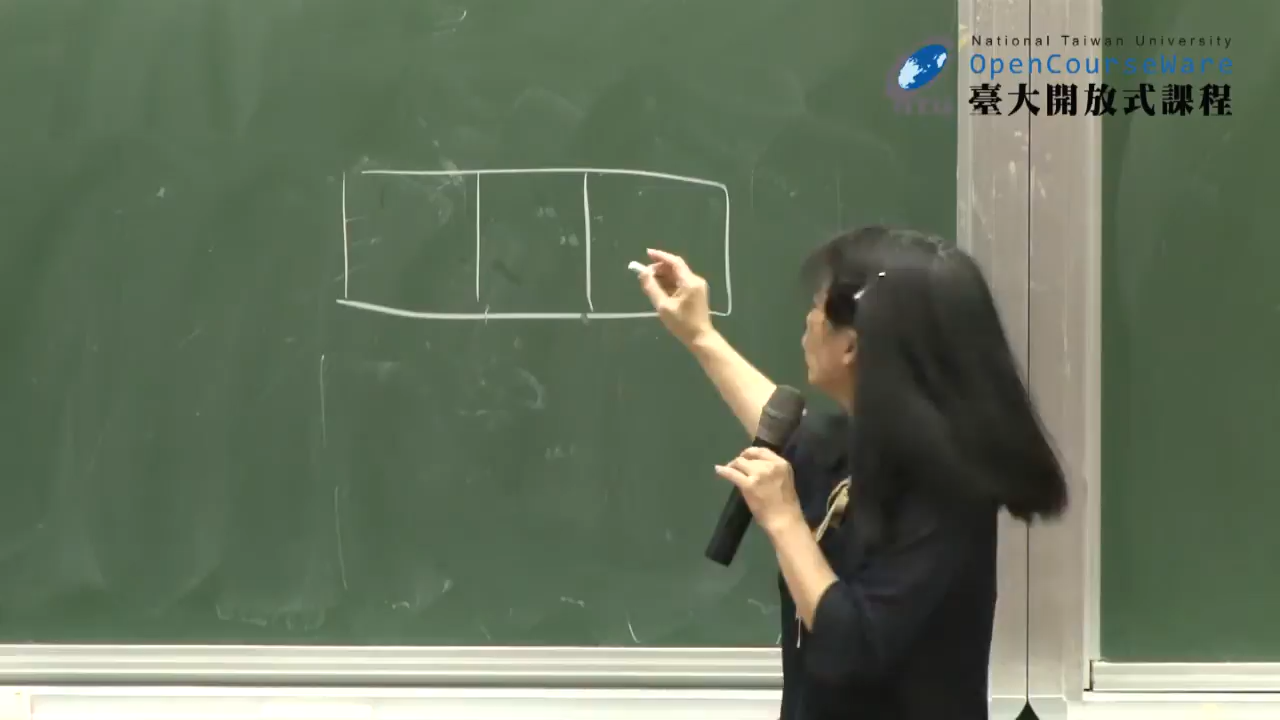 National Taiwan University
OpenCourseWare
臺大開放式課程